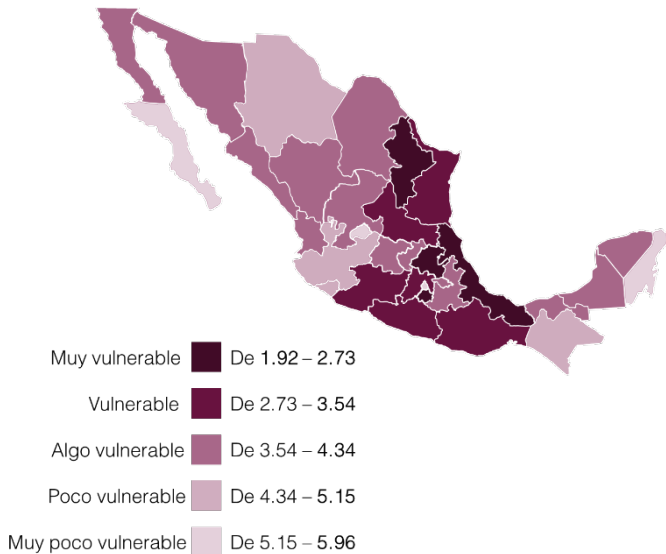 Muy vulnerable De 1.92 – 2.73
Vulnerable De 2.73 – 3.54
Algo vulnerable De 3.54 – 4.34
Poco vulnerable De 4.34 – 5.15
Muy poco vulnerable De 5.15 – 5.96